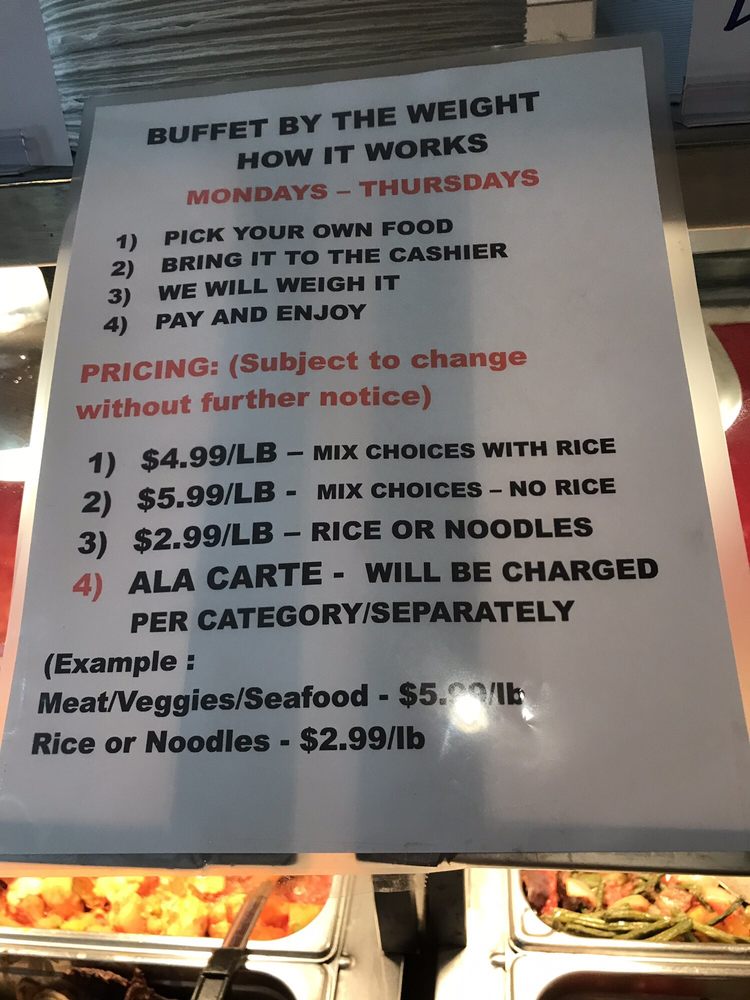 BUFFET BY THE WEIGHT
HOW IT WORKS
MONDAYS – THURSDAYS
1) PICK YOUR OWN FOOD
2) BRING IT TO THE CASHIER
3) WE WILL WEIGH IT
4) PAY AND ENJOY
PRICING: (Subject to change
without further notice)
1) $4.99/LB – MIX CHOICES WITH RICE
2) $5.99/LB - MIX CHOICES – NO RICE
3) $2.99/LB – RICE OR NOODLES
4) ALA CARTE - WILL BE CHARGED
PER CATEGORY/SEPARATELY
(Example :
Meat/Veggies/Seafood - $5.99/lb
Rice or Noodles - $2.99/lb